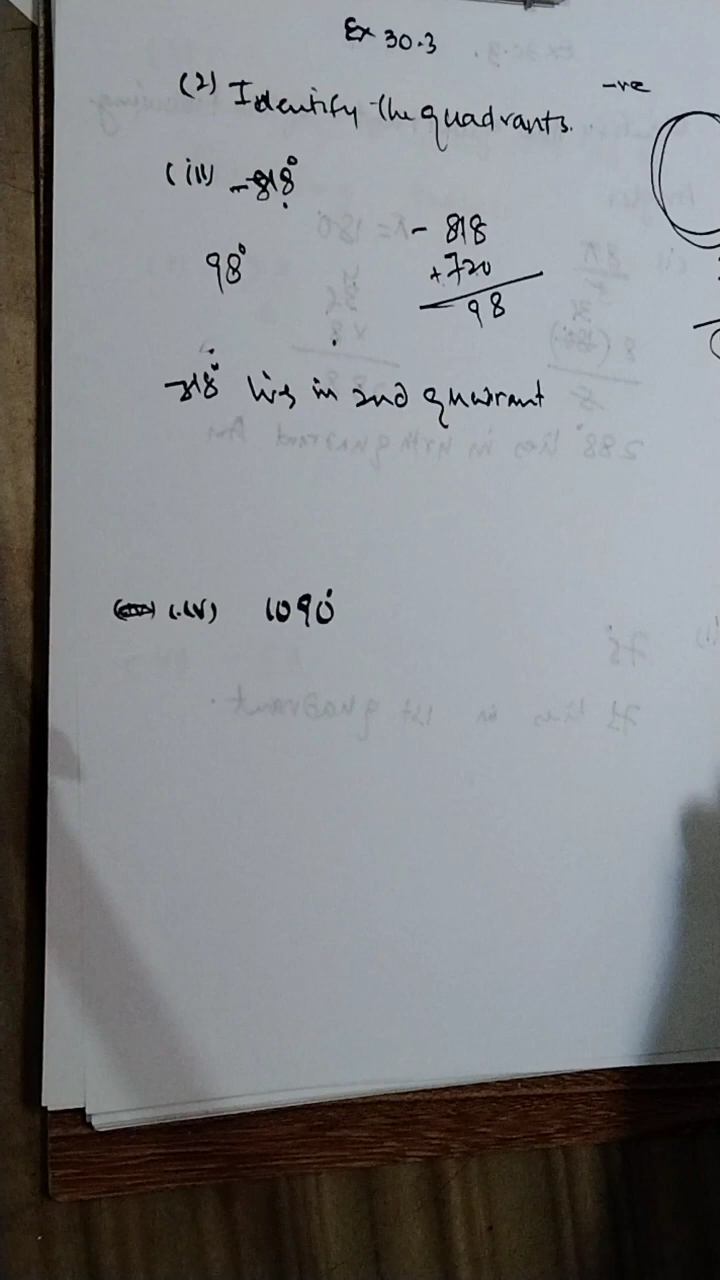 Ex 30.3
(2) Identify the quadrants.
-ve
(iii) -818°
- 818
+720
98°
-98
-818° lies in 2nd quadrant
(iv) 1090°